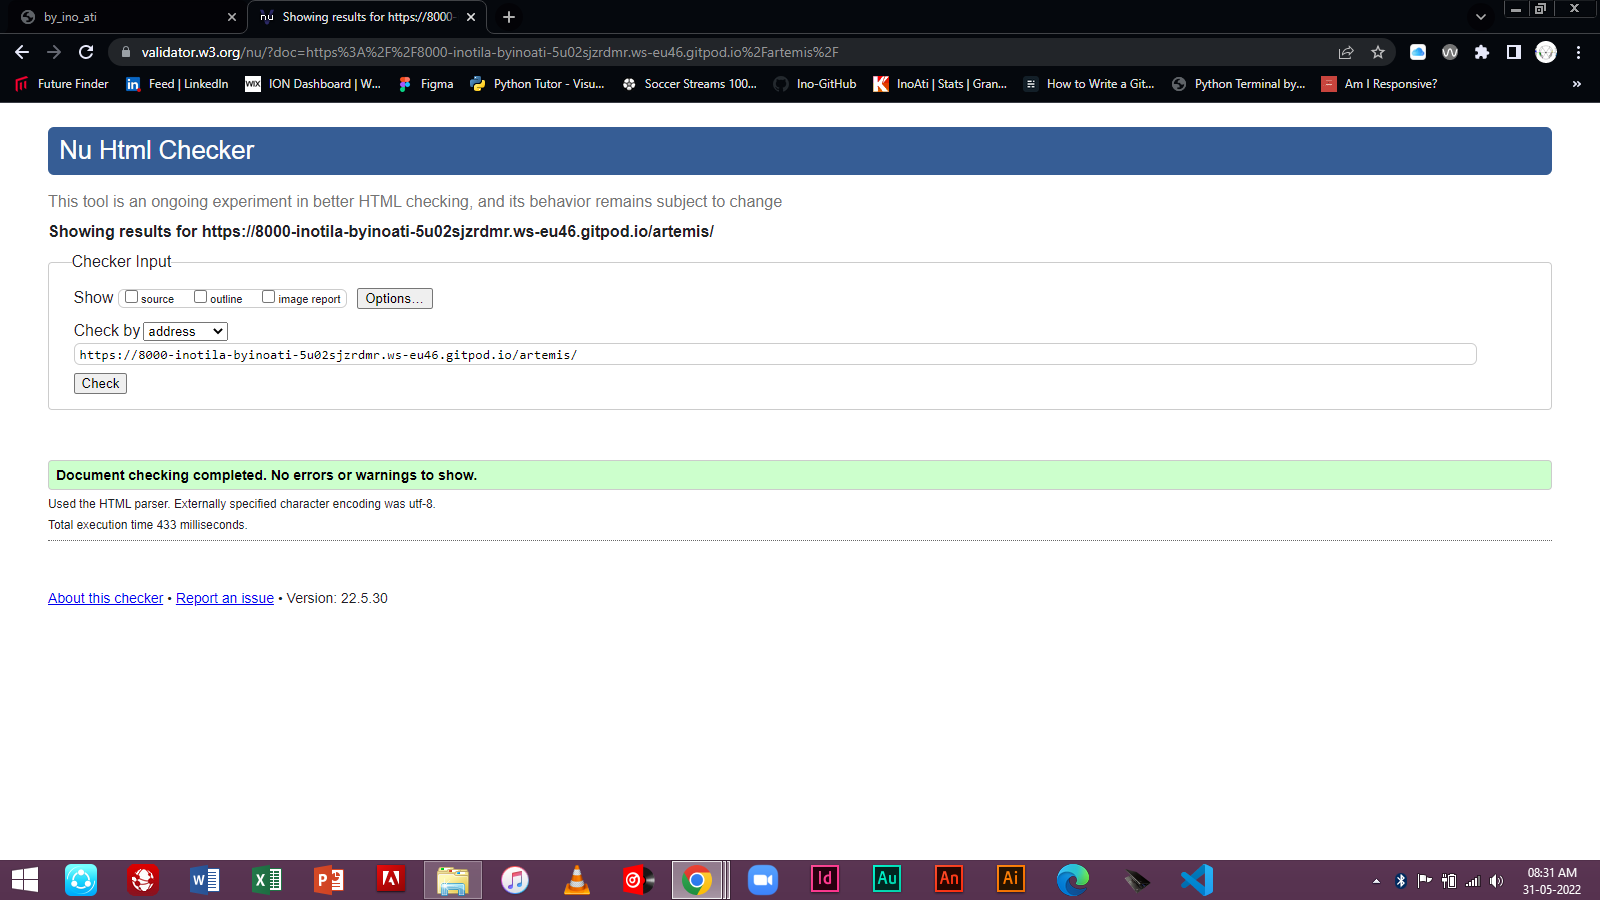 by_ino_ati
nu Showing results for https://8000-
validator.w3.org/nu/?doc=https%3A%2F%2F8000-inotila-byinoati-5u02sjzrdmr.ws-eu46.gitpod.io%2Fartemis%2F
Future Finder in Feed | LinkedIn WIX ION Dashboard | W... Figma Python Tutor - Visu... Soccer Streams 100... Ino-GitHub InoAti | Stats | Gran... How to Write a Git... Python Terminal by... Am I Responsive? »
Nu Html Checker
This tool is an ongoing experiment in better HTML checking, and its behavior remains subject to change
Showing results for https://8000-inotila-byinoati-5u02sjzrdmr.ws-eu46.gitpod.io/artemis/
Checker Input
Show source outline image report Options...
Check by address
https://8000-inotila-byinoati-5u02sjzrdmr.ws-eu46.gitpod.io/artemis/
Check
Document checking completed. No errors or warnings to show.
Used the HTML parser. Externally specified character encoding was utf-8.
Total execution time 433 milliseconds.
About this checker • Report an issue • Version: 22.5.30
Id Au An Ai
08:31 AM
31-05-2022